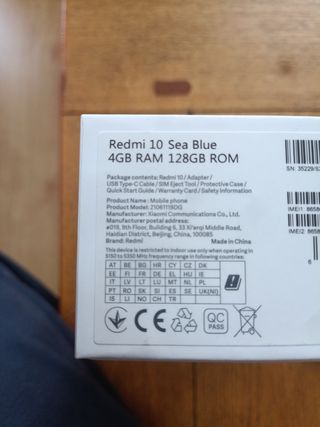 Redmi 10 Sea Blue
4GB RAM 128GB ROM
Package contents: Redmi 10 / Adapter /
USB Type-C Cable / SIM Eject Tool / Protective Case /
Quick Start Guide / Warranty Card / Safety Information
Product Name: Mobile phone
Model: 21061119DG
Manufacturer: Xiaomi Communications Co., Ltd.
Manufacturer postal address:
#019, 9th Floor, Building 6, 33 Xi'erqi Middle Road,
Haidian District, Beijing, China, 100085
Brand: Redmi Made in China
This device is restricted to indoor use only when operating in
5150 to 5350 MHz frequency range in following countries:
AT BE BG HR CY CZ DK
EE FI FR DE EL HU IE
IT LV LT LU MT NL PL
PT RO SK SI ES SE UK(NI)
IS LI NO CH TR
QC
PASS
SN: 35229/
IMEI1 8658
IMEI2 8658
6